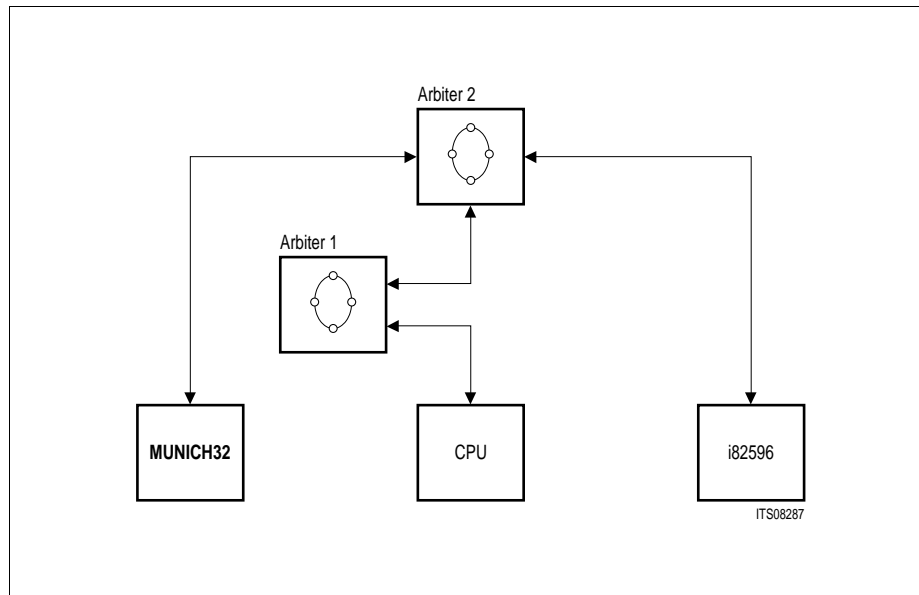 Arbiter 2
Arbiter 1
MUNICH32
CPU
i82596
ITS08287